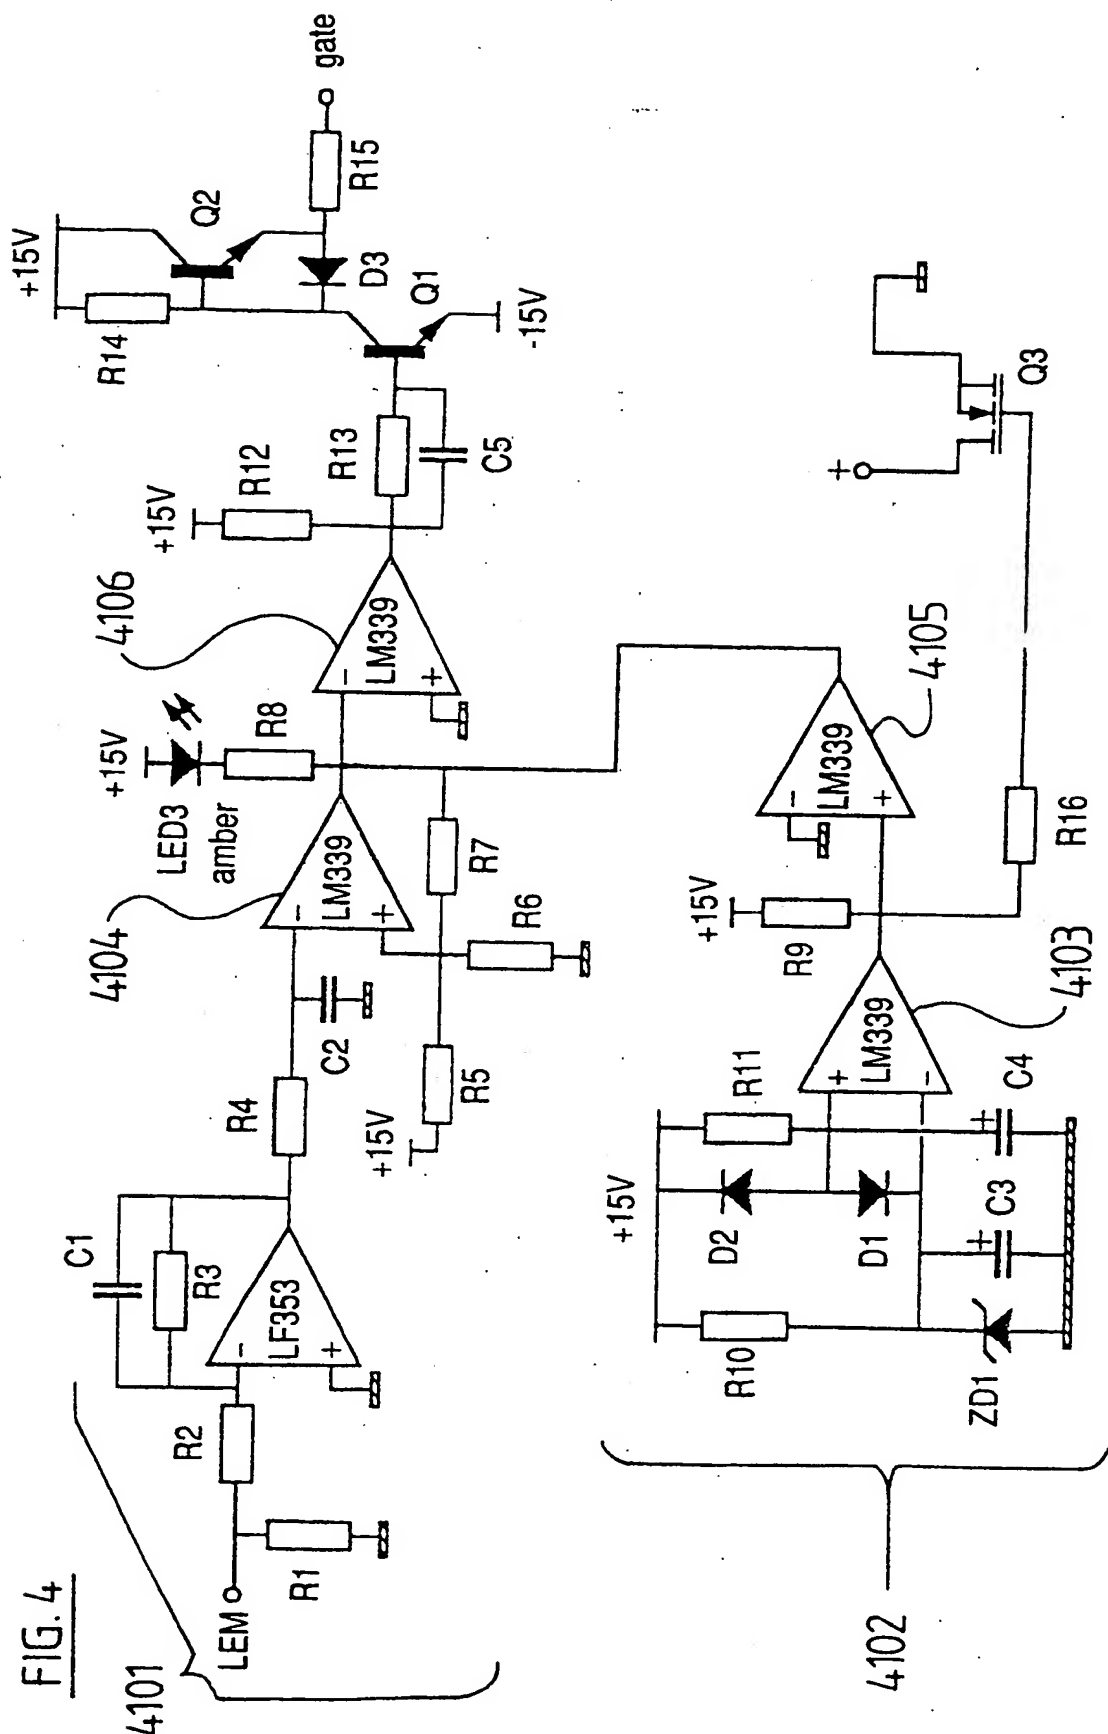 FIG. 4
4101
LEM
R1
R2
C1
R3
-
LF353
+
R4
C2
+15V
R5
4104
-
LM339
+
R6
R7
+15V
LED3
amber
R8
4106
-
LM339
+
+15V
R12
R13
C5
+15V
R14
Q2
D3
Q1
-15V
R15
gate
4102
+15V
R10
ZD1
D2
D1
C3
+
R11
C4
+
+
LM339
-
4103
+15V
R9
-
LM339
+
4105
R16
+
Q3